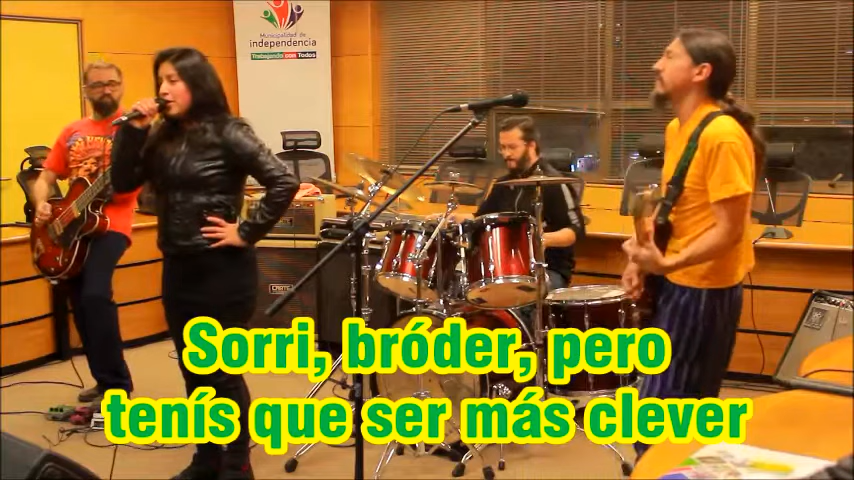 Municipalidad de
independencia
Trabajando con Todos
Sorri, bróder, pero
tenís que ser más clever